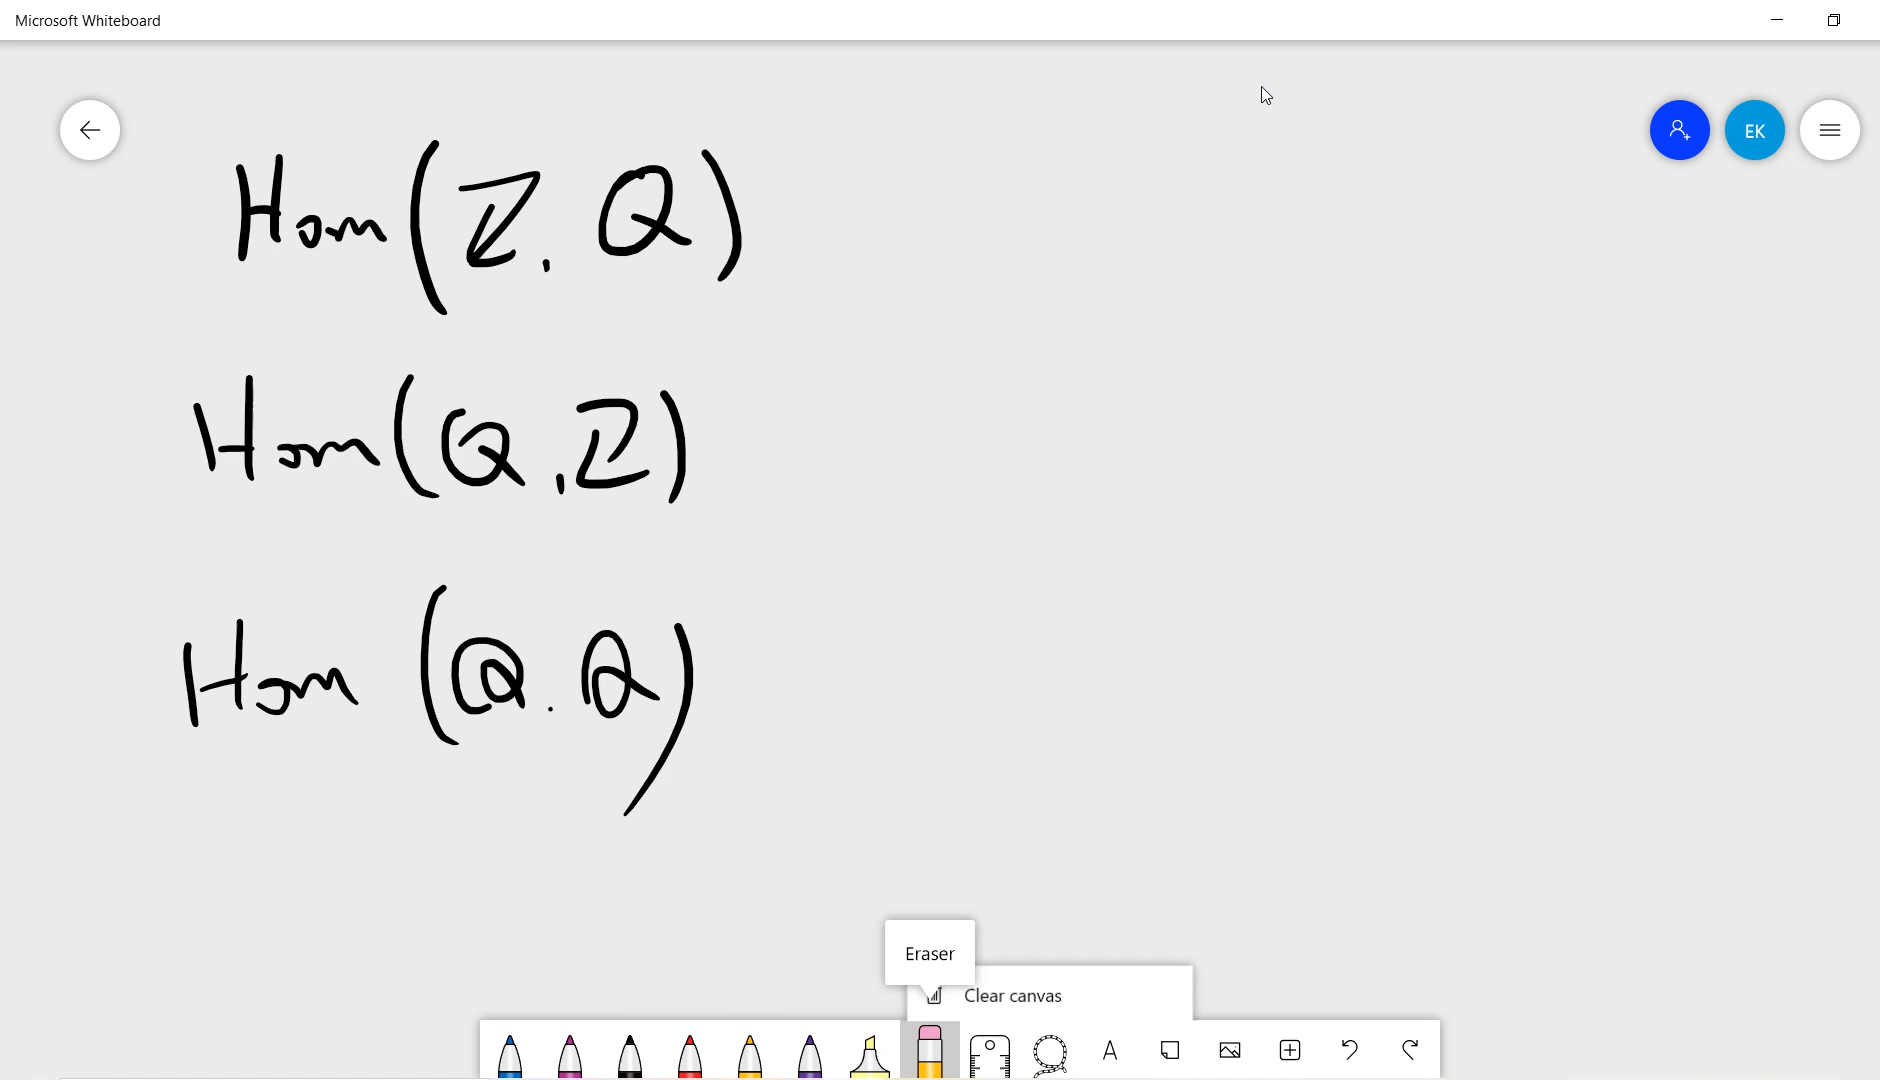 Microsoft Whiteboard
EK
Hom(ℤ.Q)
Hom(Q.ℤ)
Hom(Q.Q)
Eraser
Clear canvas
A